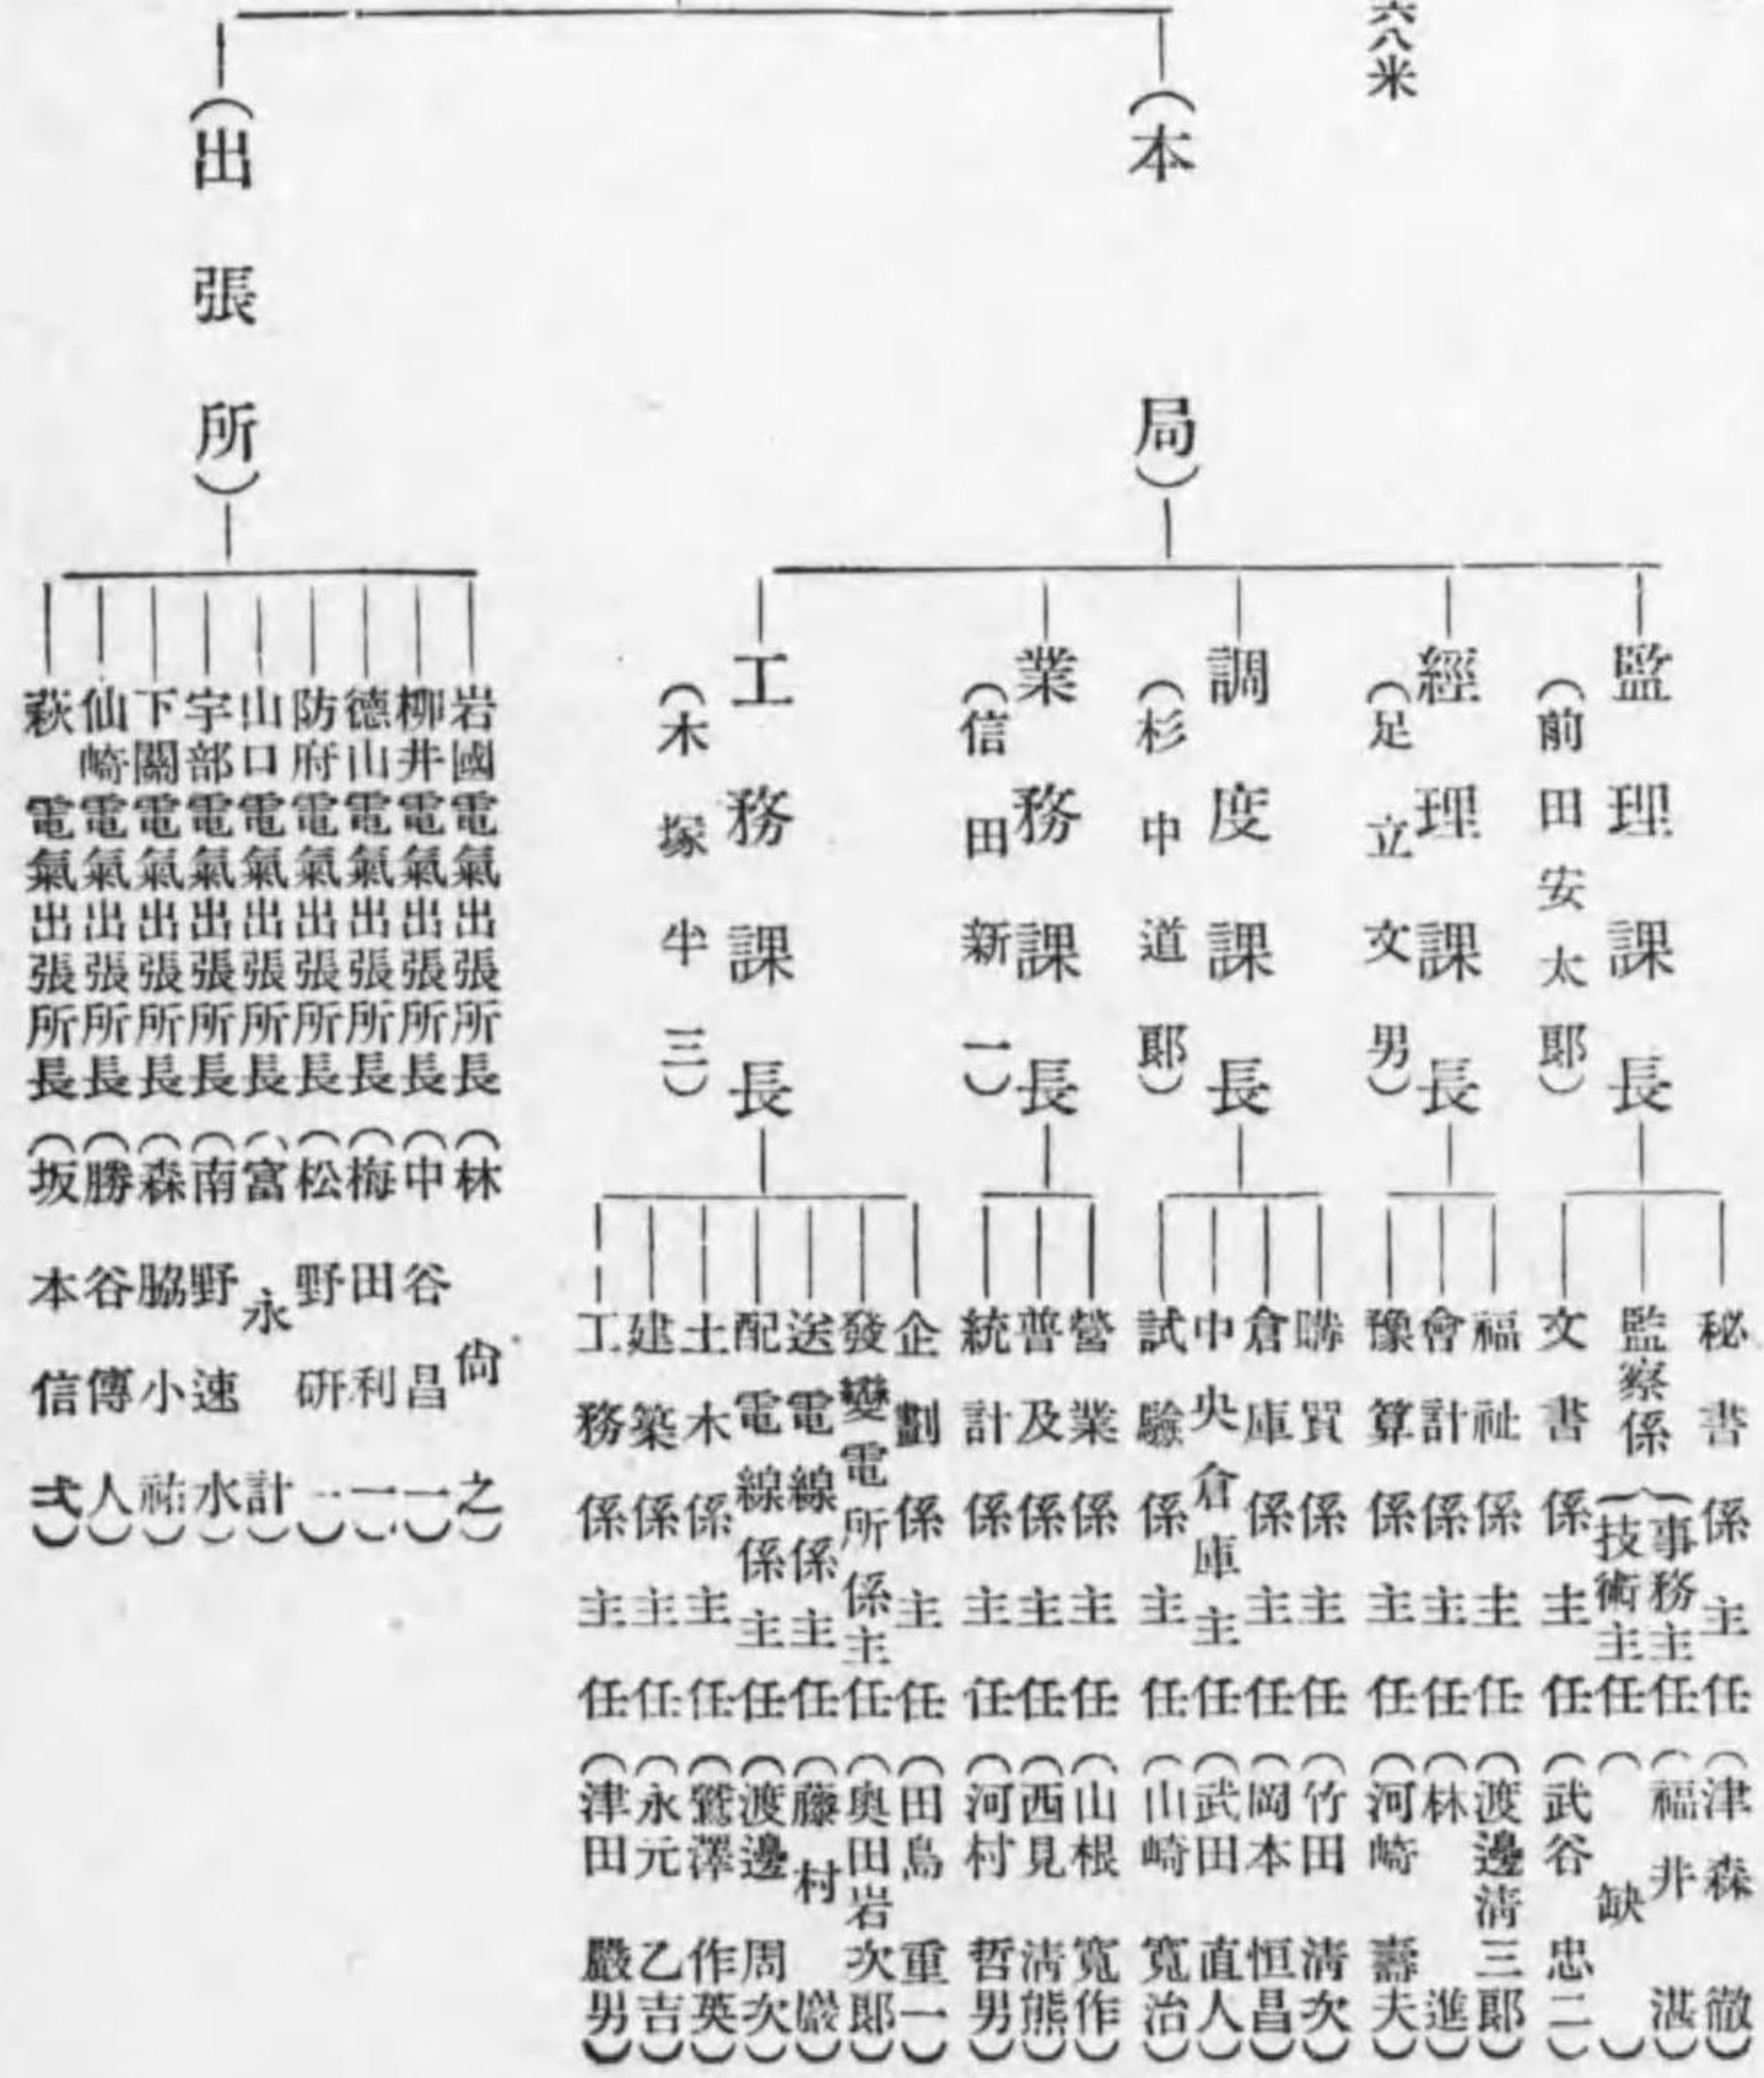 六八米
（本局）
監理課長
（前田安太郎）
秘書係主任（津森徹）
監察係
事務主任（福井湛）
技術主任（缺）
文書係主任（武谷忠二）
經理課長
（足立文男）
福祉係主任（渡邊淸三郎）
會計係主任（林進）
豫算係主任（河崎壽夫）
調度課長
（杉中道郎）
購買係主任（竹田淸次）
倉庫係主任（岡本恒昌）
中央倉庫主任（武田直人）
試驗係主任（山崎寬治）
業務課長
（信田新一）
營業係主任（山根寬作）
普及係主任（西見淸熊）
統計係主任（河村哲男）
工務課長
（木塚半三）
企劃係主任（田島重一）
發變電所係主任（奥田岩次郎）
送電線係主任（藤村巖）
配電線係主任（渡邊周次）
土木係主任（鷲澤作英）
建築係主任（永元乙吉）
工務係主任（津田嚴男）
（出張所）
岩國電氣出張所長（林尙之）
柳井電氣出張所長（中谷昌一）
德山電氣出張所長（梅田利一）
防府電氣出張所長（松野研一）
山口電氣出張所長（富永計）
宇部電氣出張所長（南野速水）
下關電氣出張所長（森脇小祐）
仙崎電氣出張所長（勝谷傳人）
萩電氣出張所長（坂本信弍）